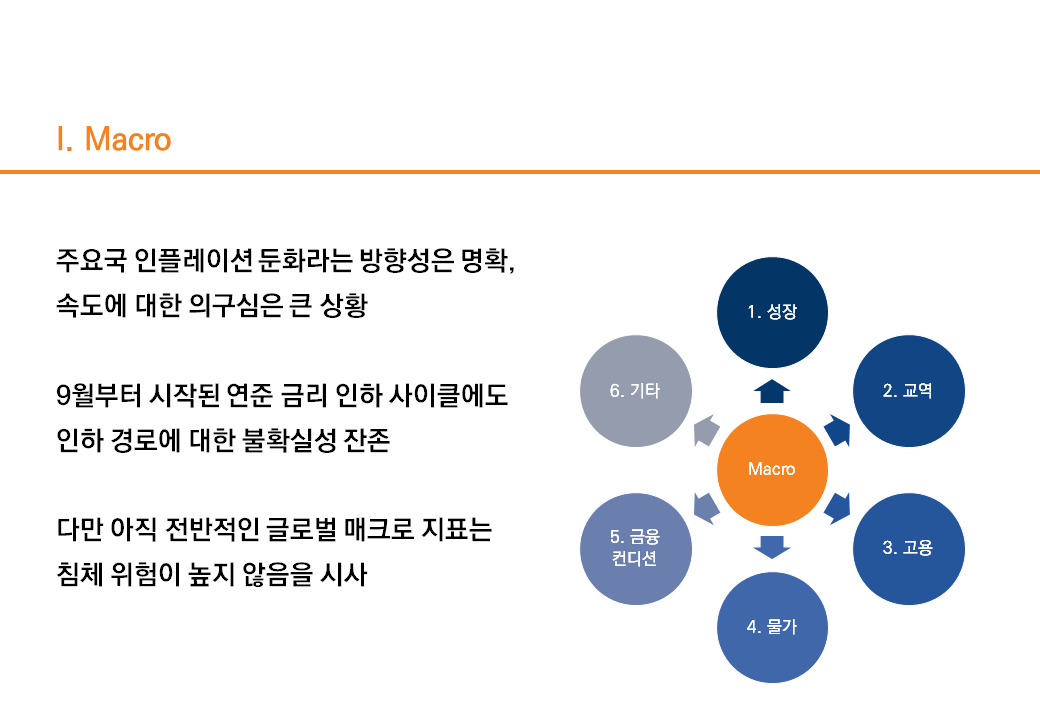 I. Macro
주요국 인플레이션 둔화라는 방향성은 명확,
속도에 대한 의구심은 큰 상황
9월부터 시작된 연준 금리 인하 사이클에도
인하 경로에 대한 불확실성 잔존
다만 아직 전반적인 글로벌 매크로 지표는
침체 위험이 높지 않음을 시사
1. 성장
2. 교역
3. 고용
4. 물가
5. 금융
컨디션
6. 기타
Macro